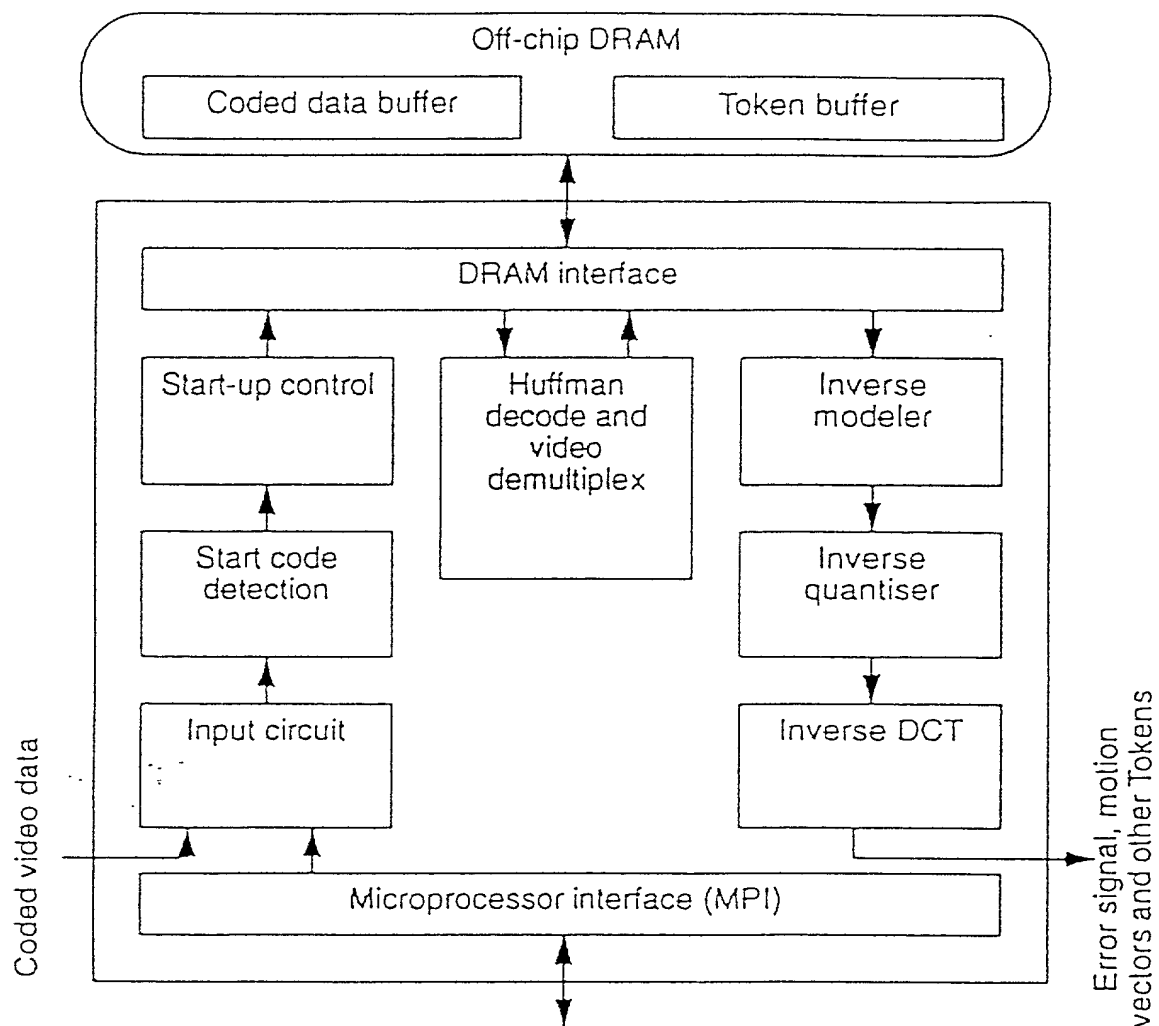 Off-chip DRAM
Coded data buffer
Token buffer
DRAM interface
Start-up control
Huffman
decode and
video
demultiplex
Inverse
modeler
Start code
detection
Inverse
quantiser
Input circuit
Inverse DCT
Coded video data
Error signal, motion
vectors and other Tokens
Microprocessor interface (MPI)